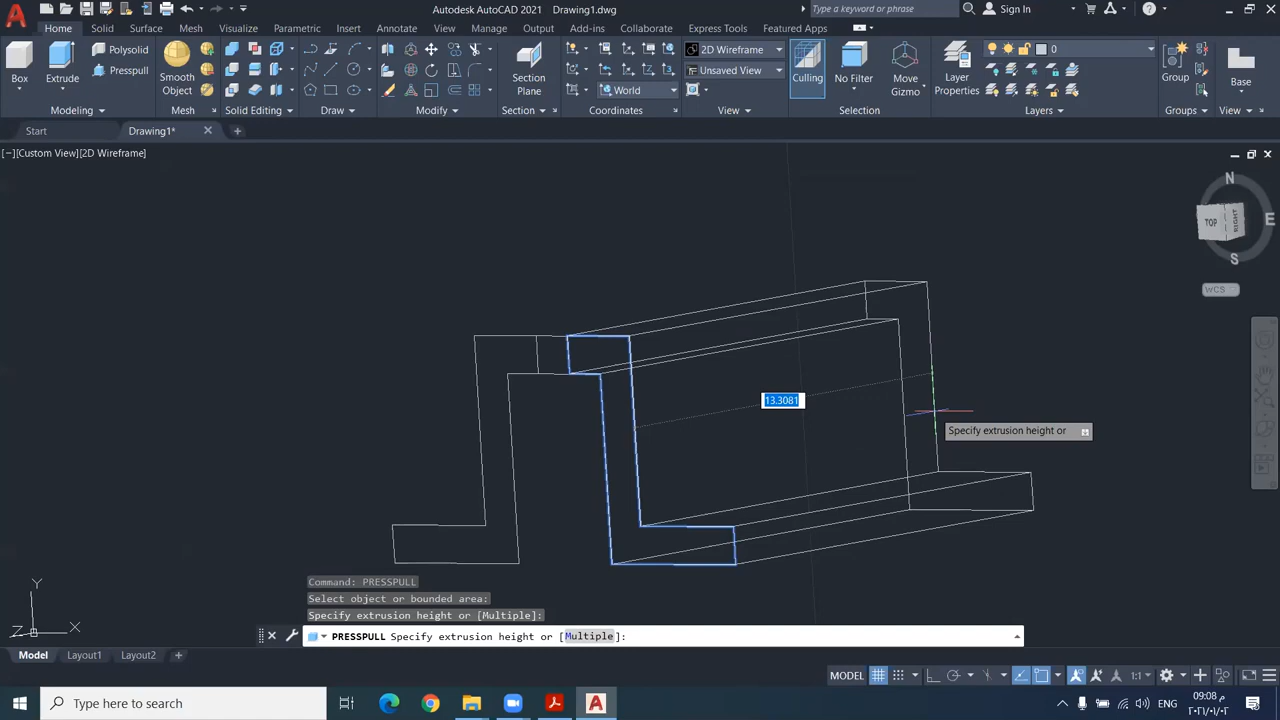 Autodesk AutoCAD 2021 Drawing1.dwg
Type a keyword or phrase
Sign In
Home Solid Surface Mesh Visualize Parametric Insert Annotate View Manage Output Add-ins Collaborate Express Tools Featured Apps
Box
Extrude
Polysolid
Presspull
Smooth
Object
Section
Plane
2D Wireframe
Unsaved View
World
Culling
No Filter
Move
Gizmo
Layer
Properties
0
Group
Base
Modeling
Mesh
Solid Editing
Draw
Modify
Section
Coordinates
View
Selection
Layers
Groups
View
Start
Drawing1*
[−][Custom View][2D Wireframe]
N
TOP
RIGHT
E
S
WCS
13.3081
Specify extrusion height or
Y
Z
X
Command: PRESSPULL
Select object or bounded area:
Specify extrusion height or [Multiple]:
PRESSPULL Specify extrusion height or [Multiple]:
Model Layout1 Layout2
MODEL
1:1
Type here to search
ENG
09:08 م